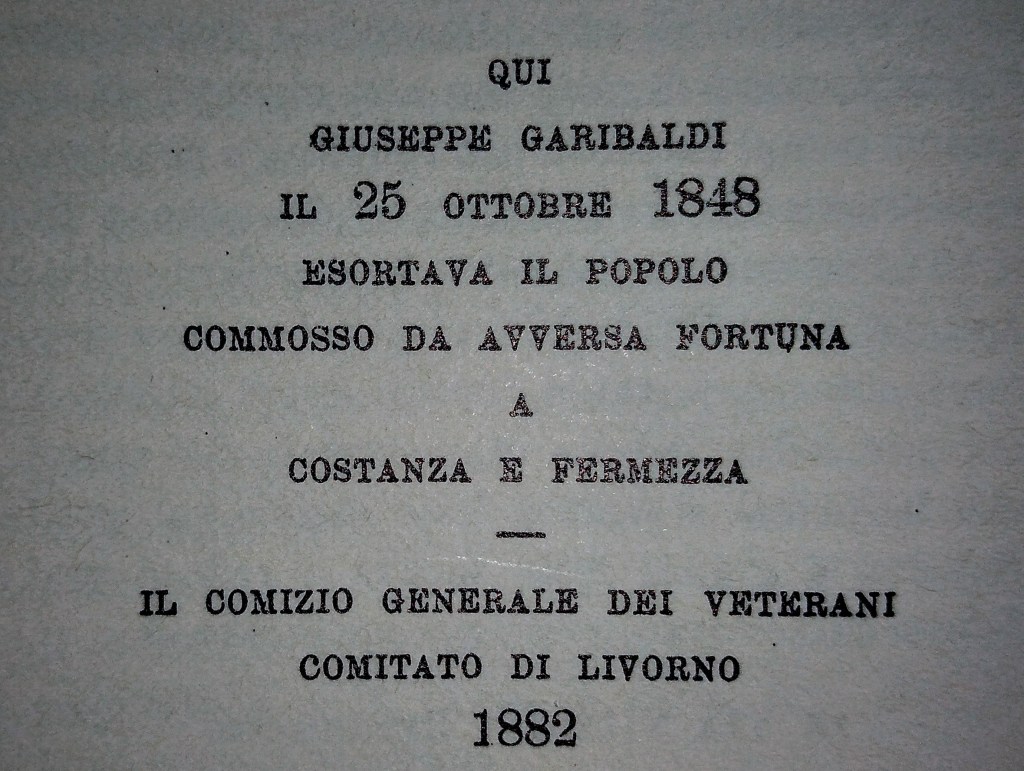 QUI
GIUSEPPE GARIBALDI
IL 25 OTTOBRE 1848
ESORTAVA IL POPOLO
COMMOSSO DA AVVERSA FORTUNA
A
COSTANZA E FERMEZZA
—
IL COMIZIO GENERALE DEI VETERANI
COMITATO DI LIVORNO
1882